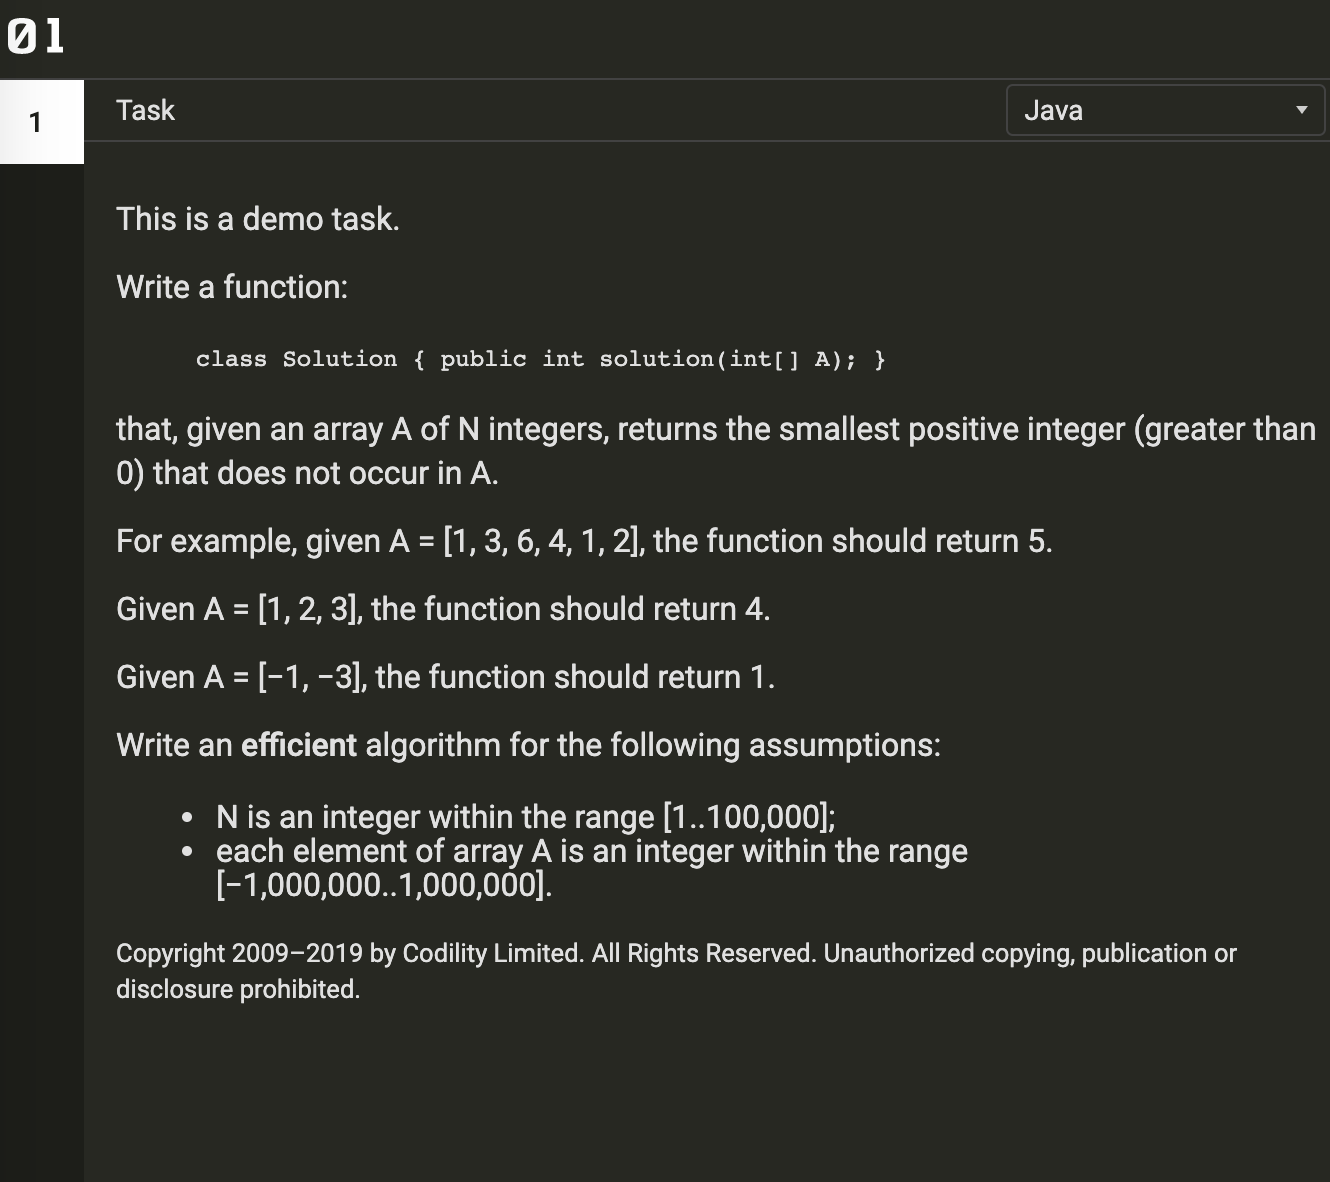 01
1
Task
Java
This is a demo task.
Write a function:
class Solution { public int solution(int[] A); }
that, given an array A of N integers, returns the smallest positive integer (greater than
0) that does not occur in A.
For example, given A = [1, 3, 6, 4, 1, 2], the function should return 5.
Given A = [1, 2, 3], the function should return 4.
Given A = [−1, −3], the function should return 1.
Write an efficient algorithm for the following assumptions:
• N is an integer within the range [1..100,000];
• each element of array A is an integer within the range
[−1,000,000..1,000,000].
Copyright 2009–2019 by Codility Limited. All Rights Reserved. Unauthorized copying, publication or
disclosure prohibited.